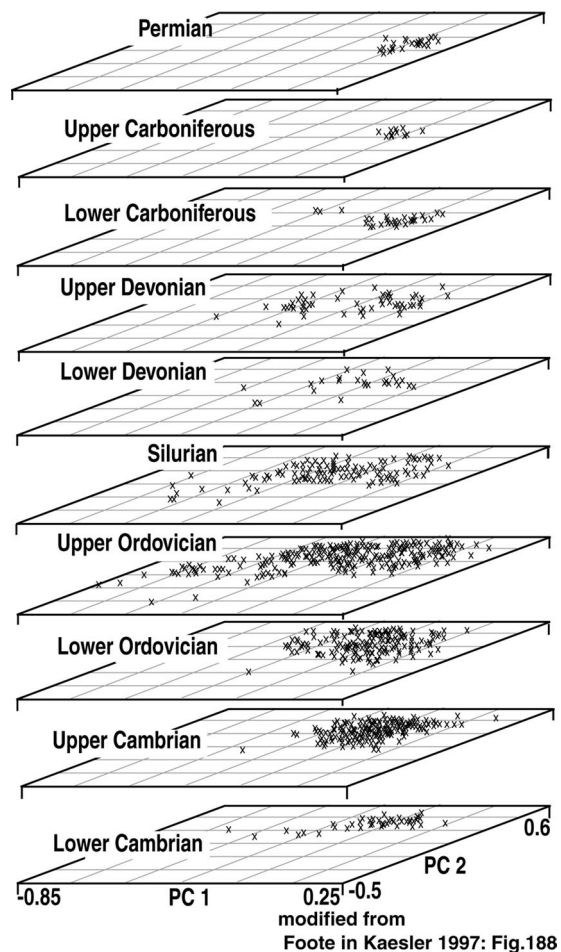 Permian
Upper Carboniferous
Lower Carboniferous
Upper Devonian
Lower Devonian
Silurian
Upper Ordovician
Lower Ordovician
Upper Cambrian
Lower Cambrian
0.6
PC 2
-0.85 PC 1 0.25 -0.5
modified from
Foote in Kaesler 1997: Fig.188